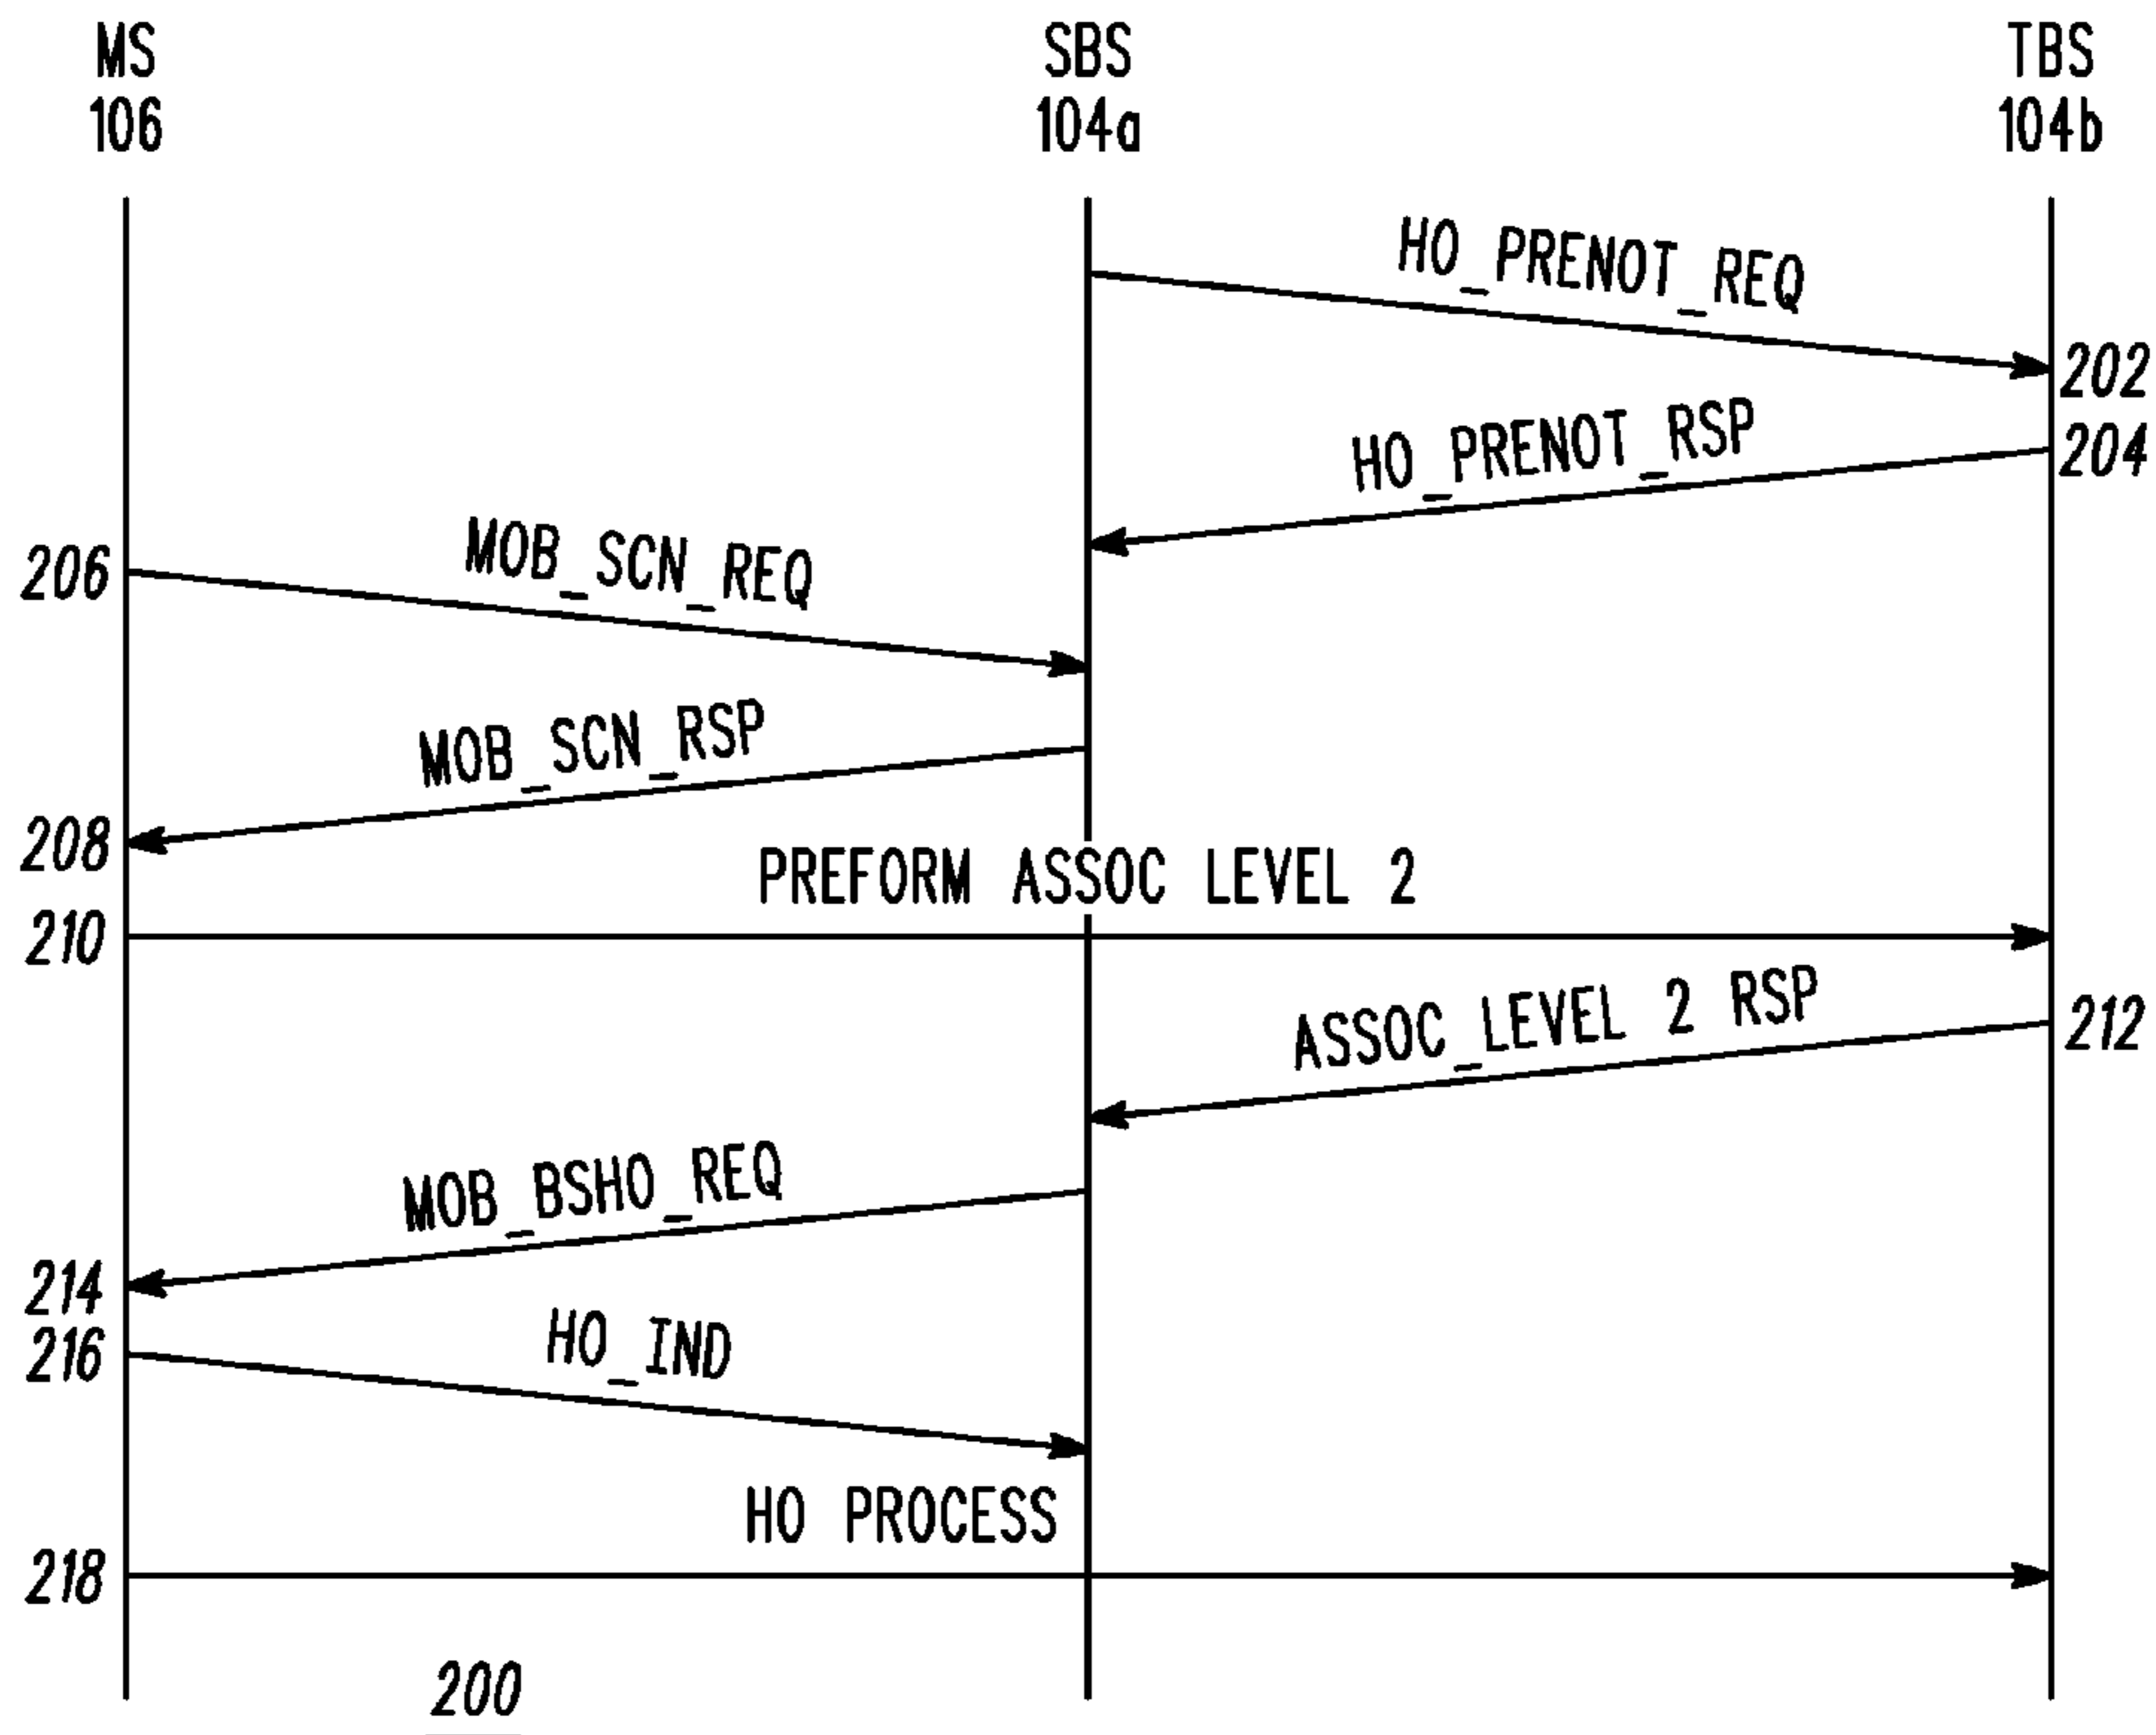 MS
106
SBS
104a
TBS
104b
HO_PRENOT_REQ
202
HO_PRENOT_RSP
204
206
MOB_SCN_REQ
MOB_SCN_RSP
208
PREFORM ASSOC LEVEL 2
210
ASSOC_LEVEL 2 RSP
212
MOB_BSHO_REQ
214
216
HO_IND
HO PROCESS
218
200